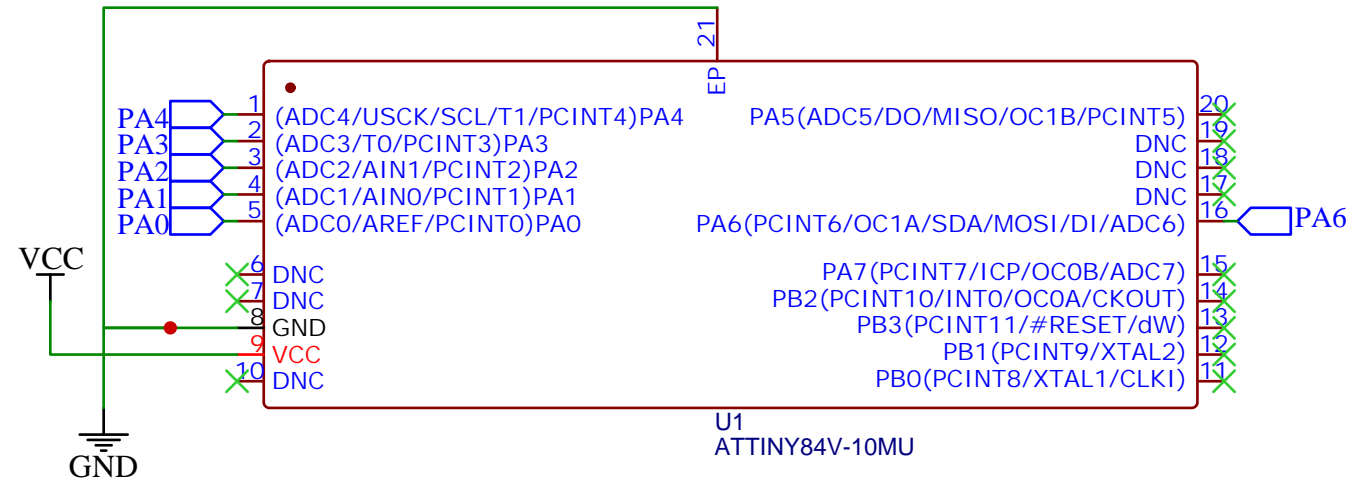 21
EP
PA4 1 (ADC4/USCK/SCL/T1/PCINT4)PA4
PA3 2 (ADC3/T0/PCINT3)PA3
PA2 3 (ADC2/AIN1/PCINT2)PA2
PA1 4 (ADC1/AIN0/PCINT1)PA1
PA0 5 (ADC0/AREF/PCINT0)PA0
VCC
6 DNC
7 DNC
8 GND
9 VCC
10 DNC
GND
PA5(ADC5/DO/MISO/OC1B/PCINT5) 20
DNC 19
DNC 18
DNC 17
PA6(PCINT6/OC1A/SDA/MOSI/DI/ADC6) 16 PA6
PA7(PCINT7/ICP/OC0B/ADC7) 15
PB2(PCINT10/INT0/OC0A/CKOUT) 14
PB3(PCINT11/#RESET/dW) 13
PB1(PCINT9/XTAL2) 12
PB0(PCINT8/XTAL1/CLKI) 11
U1
ATTINY84V-10MU